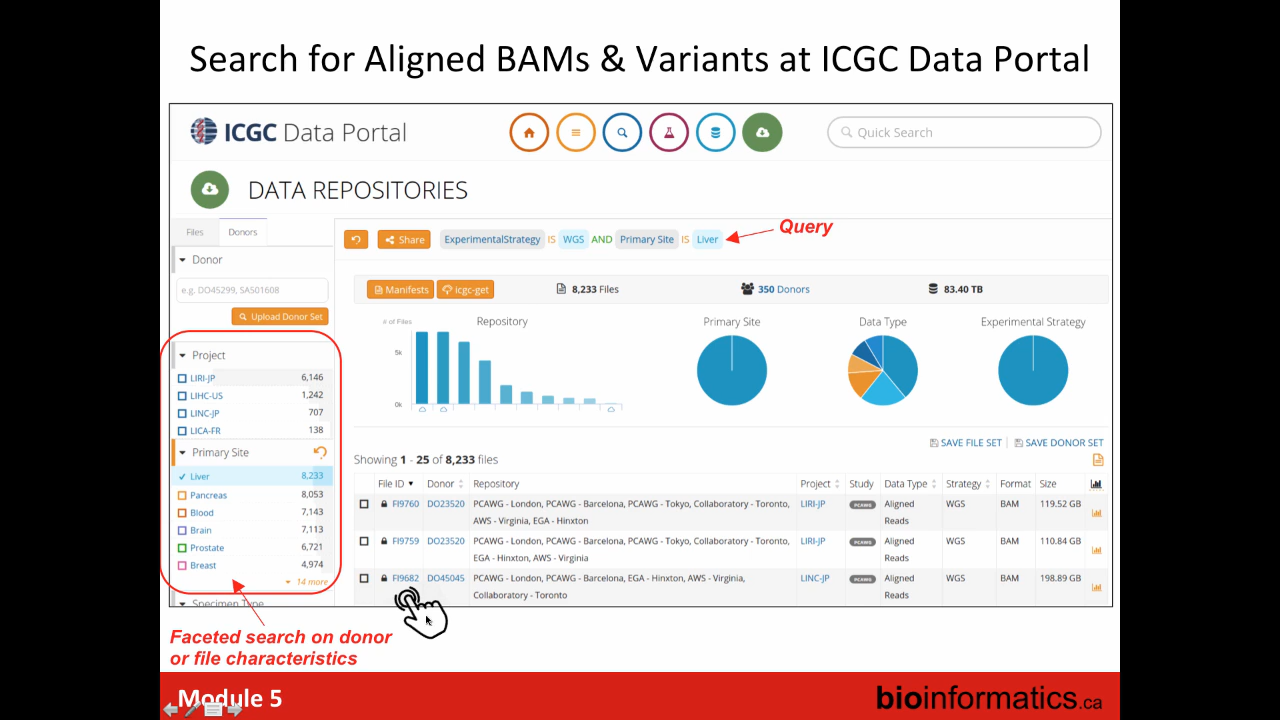 Search for Aligned BAMs & Variants at ICGC Data Portal
ICGC Data Portal
Quick Search
DATA REPOSITORIES
Files
Donors
Share
ExperimentalStrategy IS WGS AND Primary Site IS Liver
Query
Donor
e.g. DO45299, SAS01608
Upload Donor Set
Manifests
icgc-get
8,233 Files
350 Donors
83.40 TB
# of Files
Repository
Primary Site
Data Type
Experimental Strategy
5k
0k
Project
LIRI-JP 6,146
LIHC-US 1,242
LINC-JP 707
LICA-FR 138
Primary Site
Liver 8,233
Pancreas 8,053
Blood 7,143
Brain 7,113
Prostate 6,721
Breast 4,974
14 more
Specimen Type
SAVE FILE SET
SAVE DONOR SET
Showing 1 - 25 of 8,233 files
File ID Donor Repository Project Study Data Type Strategy Format Size
FI9760 DO23520 PCAWG - London, PCAWG - Barcelona, PCAWG - Tokyo, Collaboratory - Toronto, LIRI-JP PCAWG Aligned WGS BAM 119.52 GB
AWS - Virginia, EGA - Hinxton Reads
FI9759 DO23520 PCAWG - London, PCAWG - Barcelona, PCAWG - Tokyo, Collaboratory - Toronto, LIRI-JP PCAWG Aligned WGS BAM 110.84 GB
EGA - Hinxton, AWS - Virginia Reads
FI9682 DO45045 PCAWG - London, PCAWG - Barcelona, EGA - Hinxton, AWS - Virginia, LINC-JP PCAWG Aligned WGS BAM 198.89 GB
Collaboratory - Toronto Reads
Faceted search on donor
or file characteristics
Module 5
bioinformatics.ca